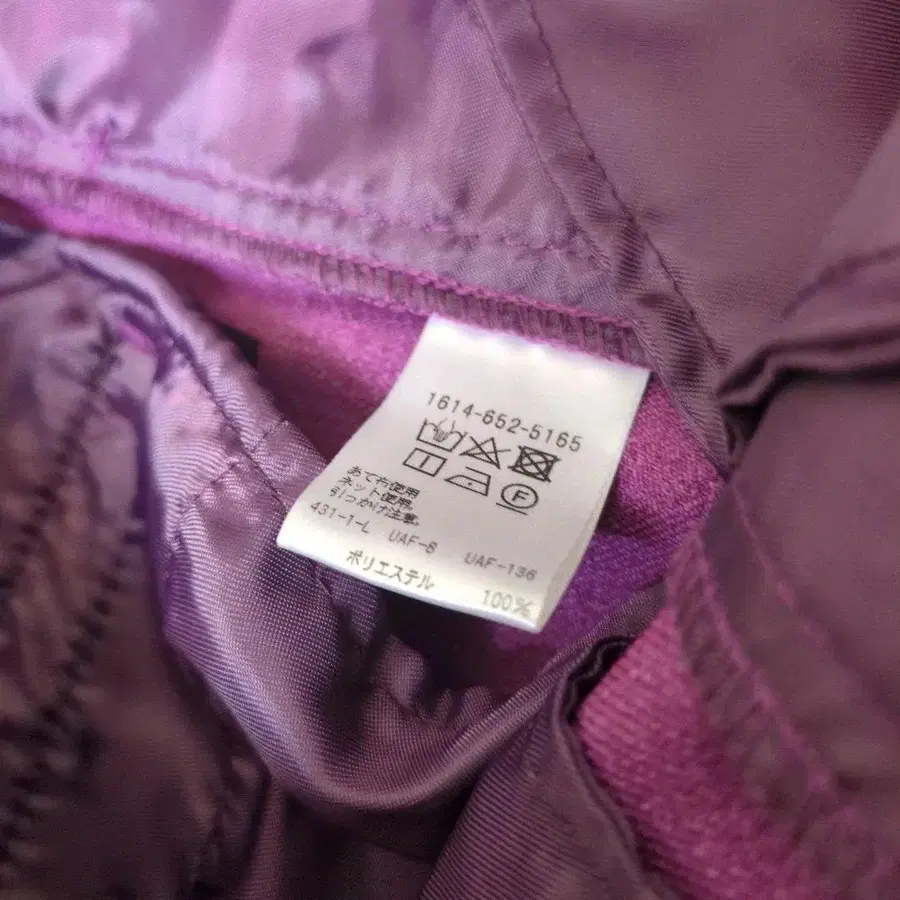 1614-652-5165
F
あて布使用
ネット使用。
引っかけ注意。
431-1-L UAF-8 UAF-136
ポリエステル 100%